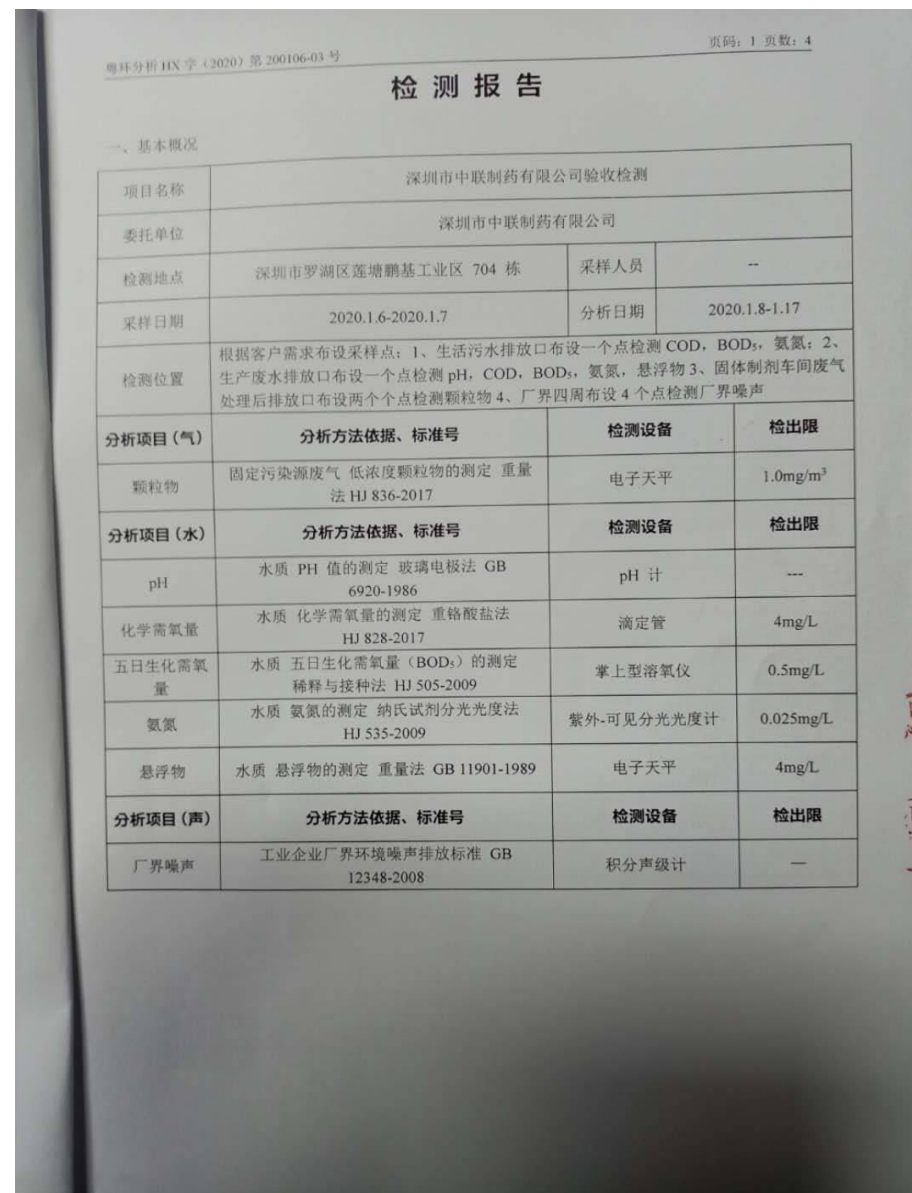 粤环分析 HX 字（2020）第 200106-03 号
页码：1 页数：4
检 测 报 告
一、基本概况
项目名称 深圳市中联制药有限公司验收检测
委托单位 深圳市中联制药有限公司
检测地点 深圳市罗湖区莲塘鹏基工业区 704 栋 采样人员 --
采样日期 2020.1.6-2020.1.7 分析日期 2020.1.8-1.17
检测位置
根据客户需求布设采样点：1、生活污水排放口布设一个点检测 COD，BOD₅，氨氮；2、
生产废水排放口布设一个点检测 pH，COD，BOD₅，氨氮，悬浮物 3、固体制剂车间废气
处理后排放口布设两个个点检测颗粒物 4、厂界四周布设 4 个点检测厂界噪声
分析项目（气） 分析方法依据、标准号 检测设备 检出限
颗粒物
固定污染源废气 低浓度颗粒物的测定 重量
法 HJ 836-2017
电子天平 1.0mg/m³
分析项目（水） 分析方法依据、标准号 检测设备 检出限
pH
水质 PH 值的测定 玻璃电极法 GB
6920-1986
pH 计 ---
化学需氧量
水质 化学需氧量的测定 重铬酸盐法
HJ 828-2017
滴定管 4mg/L
五日生化需氧
量
水质 五日生化需氧量（BOD₅）的测定
稀释与接种法 HJ 505-2009
掌上型溶氧仪 0.5mg/L
氨氮
水质 氨氮的测定 纳氏试剂分光光度法
HJ 535-2009
紫外-可见分光光度计 0.025mg/L
悬浮物 水质 悬浮物的测定 重量法 GB 11901-1989 电子天平 4mg/L
分析项目（声） 分析方法依据、标准号 检测设备 检出限
厂界噪声
工业企业厂界环境噪声排放标准 GB
12348-2008
积分声级计 —